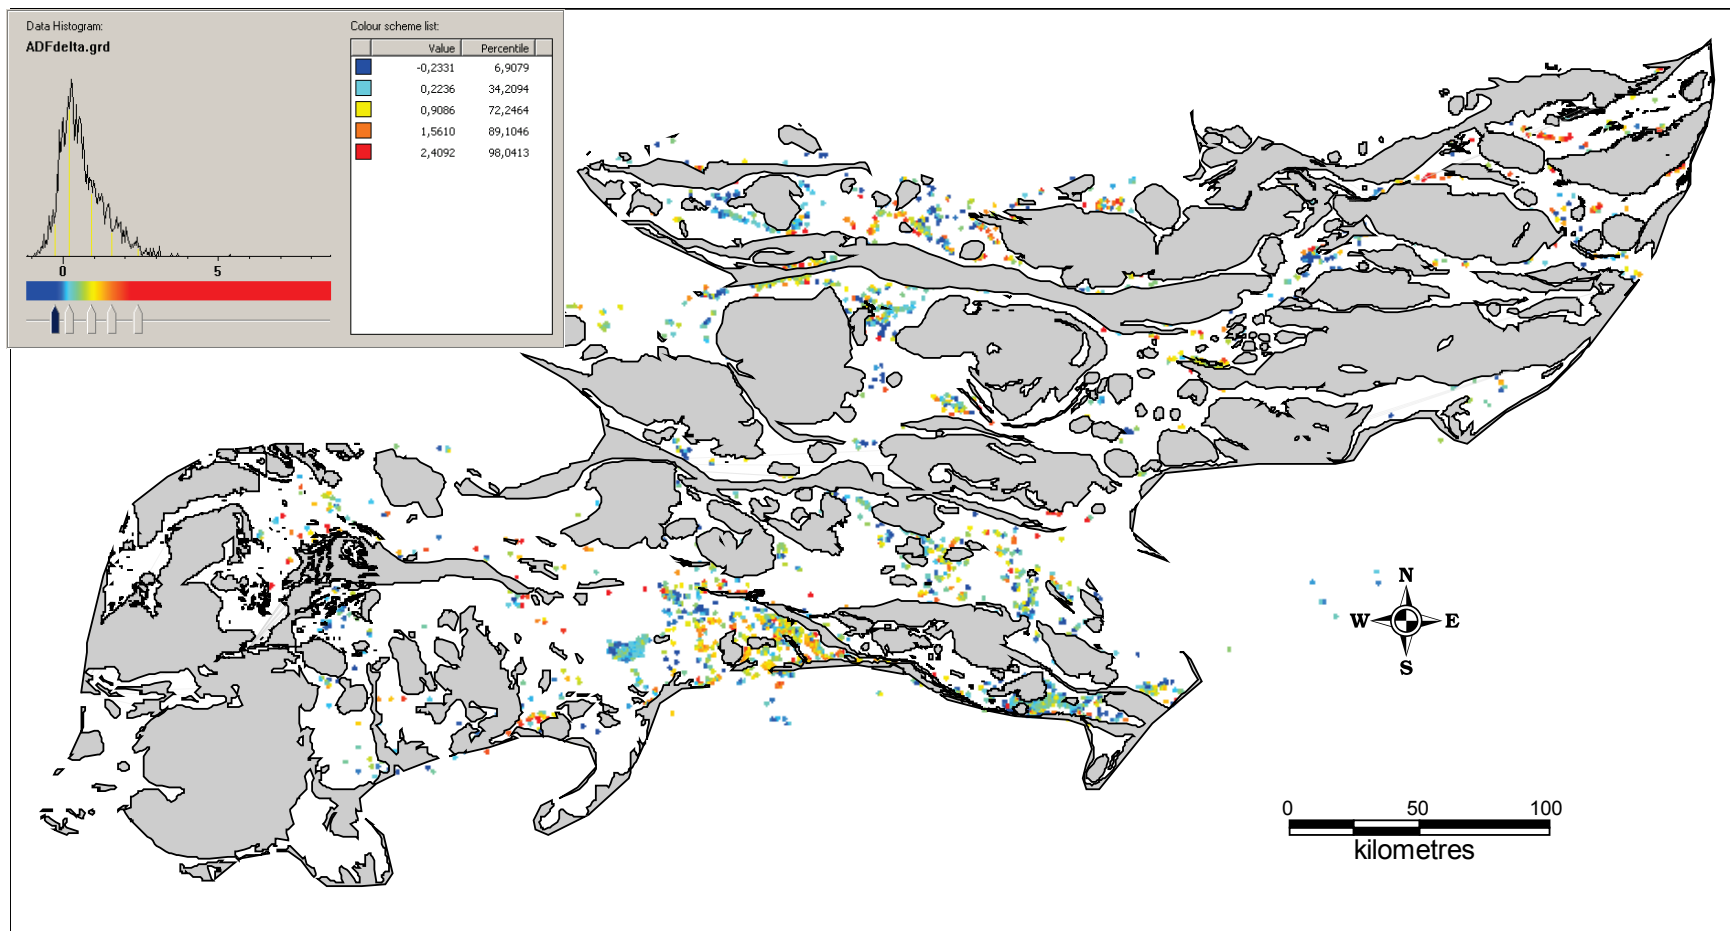 Data Histogram:
ADFdelta.grd
0 5
Colour scheme list:
Value Percentile
-0,2331 6,9079
0,2236 34,2094
0,9086 72,2464
1,5610 89,1046
2,4092 98,0413
N
W E
S
0 50 100
kilometres